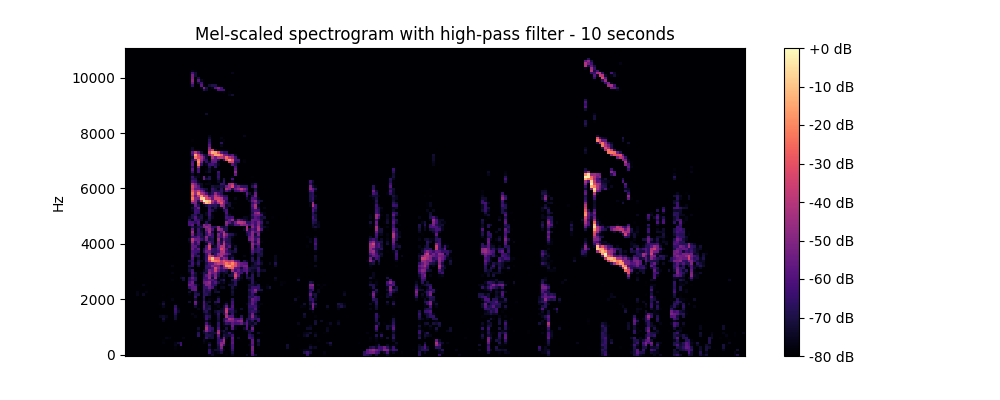 Mel-scaled spectrogram with high-pass filter - 10 seconds
Hz
10000
8000
6000
4000
2000
0
+0 dB
-10 dB
-20 dB
-30 dB
-40 dB
-50 dB
-60 dB
-70 dB
-80 dB